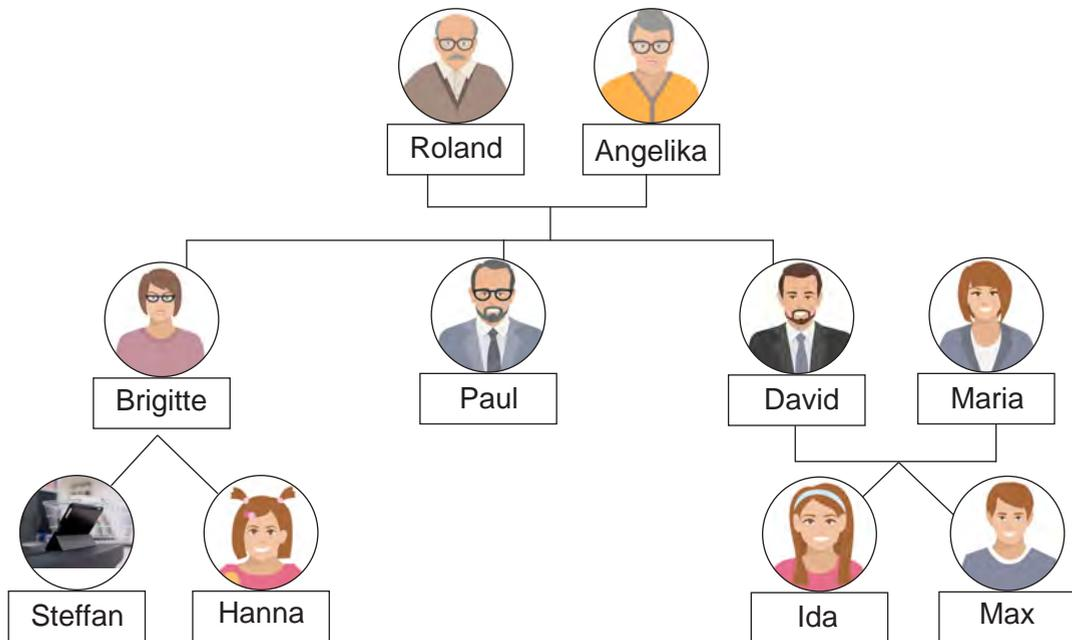 Roland
Angelika
Brigitte
Paul
David
Maria
Steffan
Hanna
Ida
Max